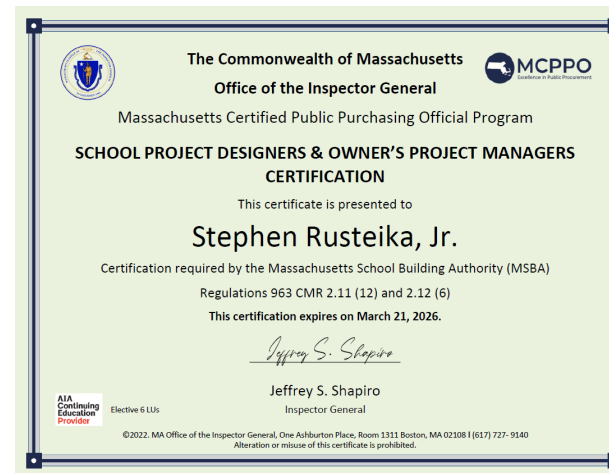 The Commonwealth of Massachusetts
Office of the Inspector General
MCPPO
Excellence in Public Procurement
Massachusetts Certified Public Purchasing Official Program
SCHOOL PROJECT DESIGNERS & OWNER'S PROJECT MANAGERS
CERTIFICATION
This certificate is presented to
Stephen Rusteika, Jr.
Certification required by the Massachusetts School Building Authority (MSBA)
Regulations 963 CMR 2.11 (12) and 2.12 (6)
This certification expires on March 21, 2026.
Jeffrey S. Shapiro
Jeffrey S. Shapiro
Inspector General
AIA
Continuing
Education
Provider
Elective 6 LUs
©2022. MA Office of the Inspector General, One Ashburton Place, Room 1311 Boston, MA 02108 l (617) 727- 9140
Alteration or misuse of this certificate is prohibited.